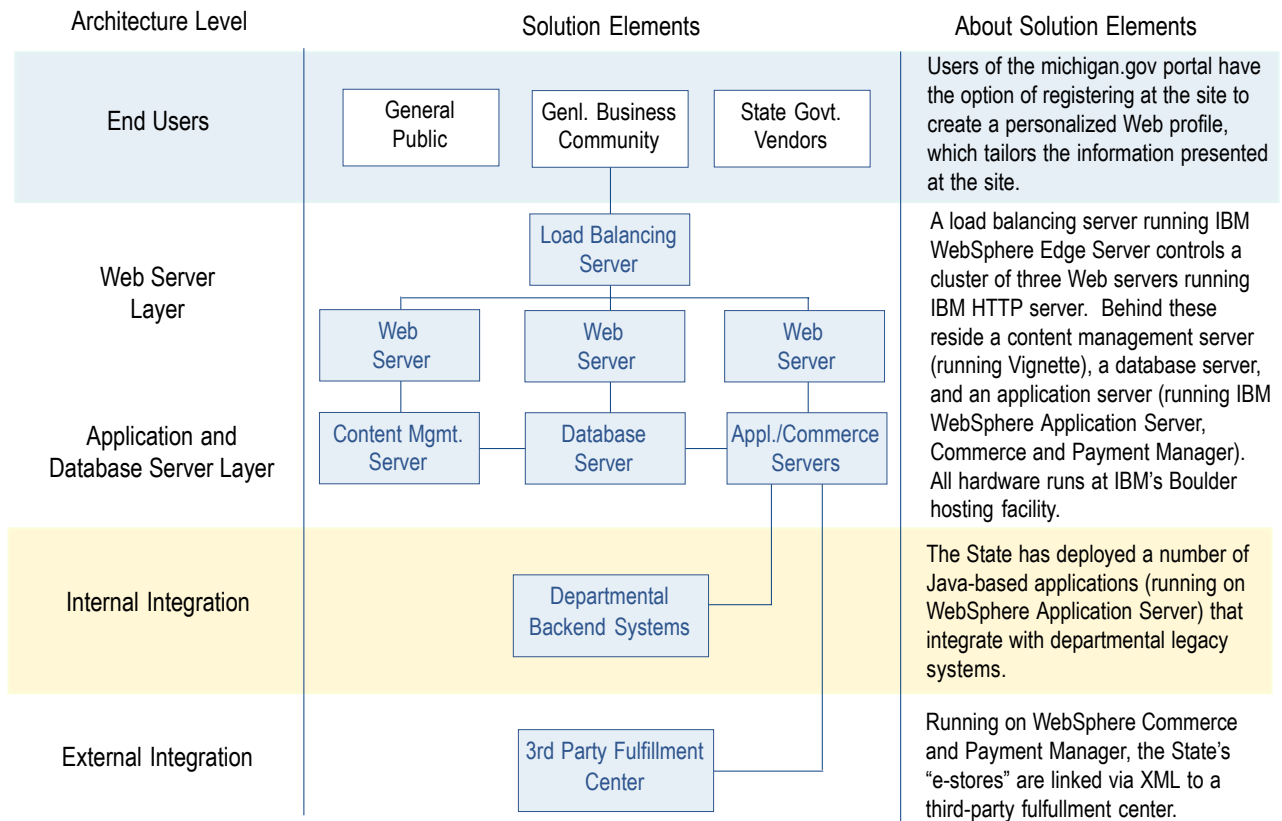 Architecture Level
Solution Elements
About Solution Elements
End Users
General
Public
Genl. Business
Community
State Govt.
Vendors
Users of the michigan.gov portal have
the option of registering at the site to
create a personalized Web profile,
which tailors the information presented
at the site.
Web Server
Layer
Load Balancing
Server
Web
Server
Web
Server
Web
Server
A load balancing server running IBM
WebSphere Edge Server controls a
cluster of three Web servers running
IBM HTTP server.  Behind these
reside a content management server
(running Vignette), a database server,
and an application server (running IBM
WebSphere Application Server,
Commerce and Payment Manager).
All hardware runs at IBM's Boulder
hosting facility.
Application and
Database Server Layer
Content Mgmt.
Server
Database
Server
Appl./Commerce
Servers
Internal Integration
Departmental
Backend Systems
The State has deployed a number of
Java-based applications (running on
WebSphere Application Server) that
integrate with departmental legacy
systems.
External Integration
3rd Party Fulfillment
Center
Running on WebSphere Commerce
and Payment Manager, the State's
“e-stores” are linked via XML to a
third-party fulfullment center.